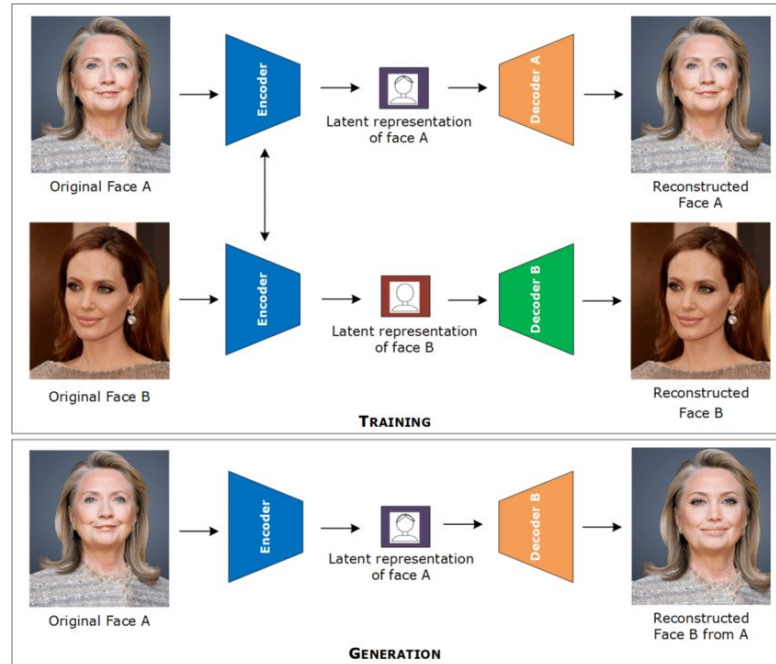 Original Face A
Encoder
Latent representation
of face A
Decoder A
Reconstructed
Face A
Original Face B
Encoder
Latent representation
of face B
Decoder B
Reconstructed
Face B
TRAINING
Original Face A
Encoder
Latent representation
of face A
Decoder B
Reconstructed
Face B from A
GENERATION